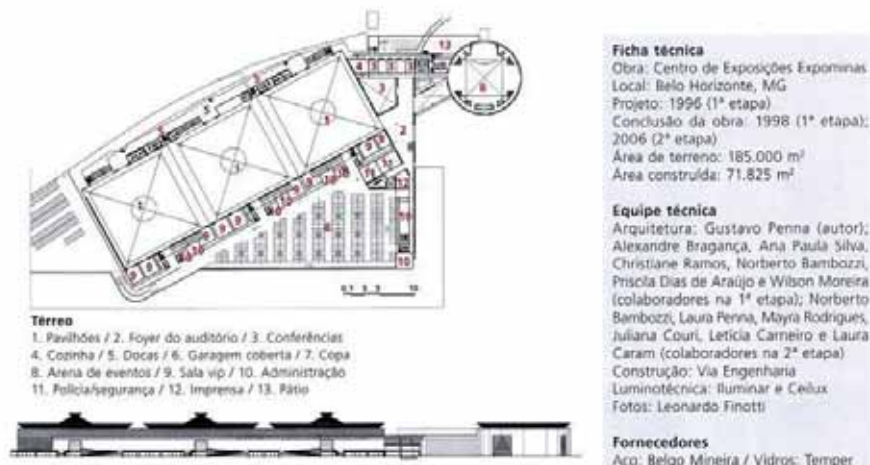 Térreo
1. Pavilhões / 2. Foyer do auditório / 3. Conferências
4. Cozinha / 5. Docas / 6. Garagem coberta / 7. Copa
8. Arena de eventos / 9. Sala vip / 10. Administração
11. Polícia/segurança / 12. Imprensa / 13. Pátio
Ficha técnica
Obra: Centro de Exposições Expominas
Local: Belo Horizonte, MG
Projeto: 1996 (1ª etapa)
Conclusão da obra: 1998 (1ª etapa);
2006 (2ª etapa)
Área de terreno: 185.000 m²
Área construída: 71.825 m²
Equipe técnica
Arquitetura: Gustavo Penna (autor);
Alexandre Bragança, Ana Paula Silva,
Christiane Ramos, Norberto Bambozzi,
Priscila Dias de Araújo e Wilson Moreira
(colaboradores na 1ª etapa); Norberto
Bambozzi, Laura Penna, Mayra Rodrigues,
Juliana Couri, Letícia Carneiro e Laura
Caram (colaboradores na 2ª etapa)
Construção: Via Engenharia
Luminotécnica: Iluminar e Ceilux
Fotos: Leonardo Finotti
Fornecedores
Aço: Belgo Mineira / Vidros: Temper